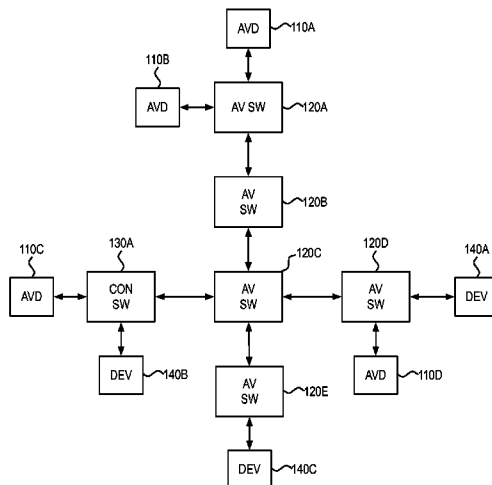 AVD
110A
110B
AVD
AV SW
120A
AV
SW
120B
110C
130A
120C
120D
140A
AVD
CON
SW
AV
SW
AV
SW
DEV
DEV
140B
AV
SW
120E
AVD
110D
DEV
140C